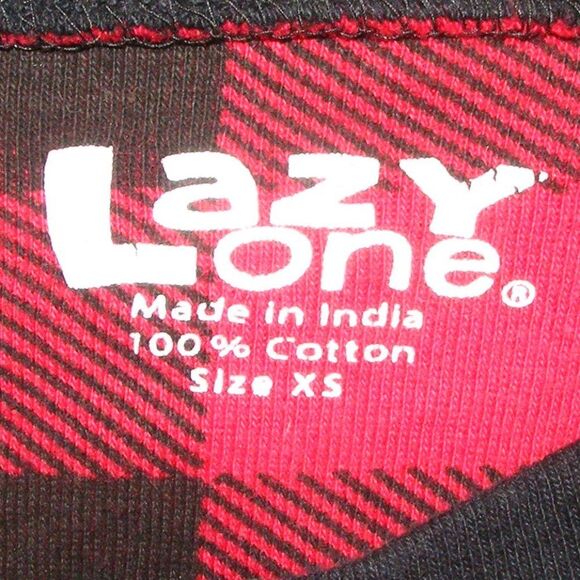 Lazy
one®
Made in India
100% Cotton
Size XS